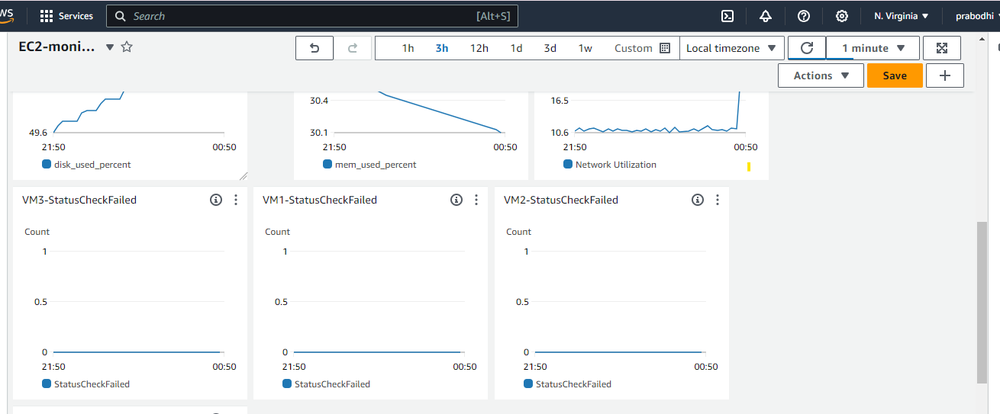 WS Services Search [Alt+S] N. Virginia prabodhi
EC2-moni... 1h 3h 12h 1d 3d 1w Custom Local timezone 1 minute
Actions Save
30.4 16.5
49.6 30.1 10.6
21:50 00:50 21:50 00:50 21:50 00:50
disk_used_percent mem_used_percent Network Utilization
VM3-StatusCheckFailed VM1-StatusCheckFailed VM2-StatusCheckFailed
Count Count Count
1 1 1
0.5 0.5 0.5
0 0 0
21:50 00:50 21:50 00:50 21:50 00:50
StatusCheckFailed StatusCheckFailed StatusCheckFailed